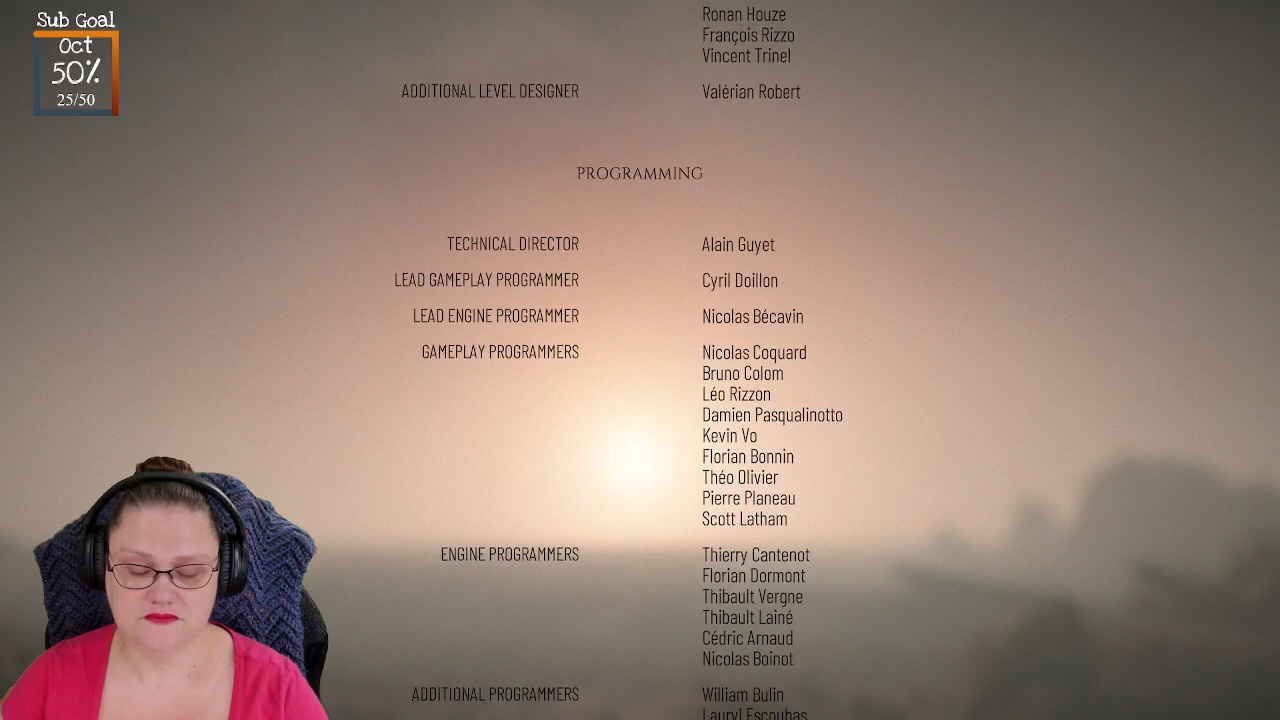 Sub Goal
Oct
50%
25/50
Ronan Houze
François Rizzo
Vincent Trinel
ADDITIONAL LEVEL DESIGNER Valérian Robert
PROGRAMMING
TECHNICAL DIRECTOR Alain Guyet
LEAD GAMEPLAY PROGRAMMER Cyril Doillon
LEAD ENGINE PROGRAMMER Nicolas Bécavin
GAMEPLAY PROGRAMMERS Nicolas Coquard
Bruno Colom
Léo Rizzon
Damien Pasqualinotto
Kevin Vo
Florian Bonnin
Théo Olivier
Pierre Planeau
Scott Latham
ENGINE PROGRAMMERS Thierry Cantenot
Florian Dormont
Thibault Vergne
Thibault Lainé
Cédric Arnaud
Nicolas Boinot
ADDITIONAL PROGRAMMERS William Bulin
Lauryl Escoubas